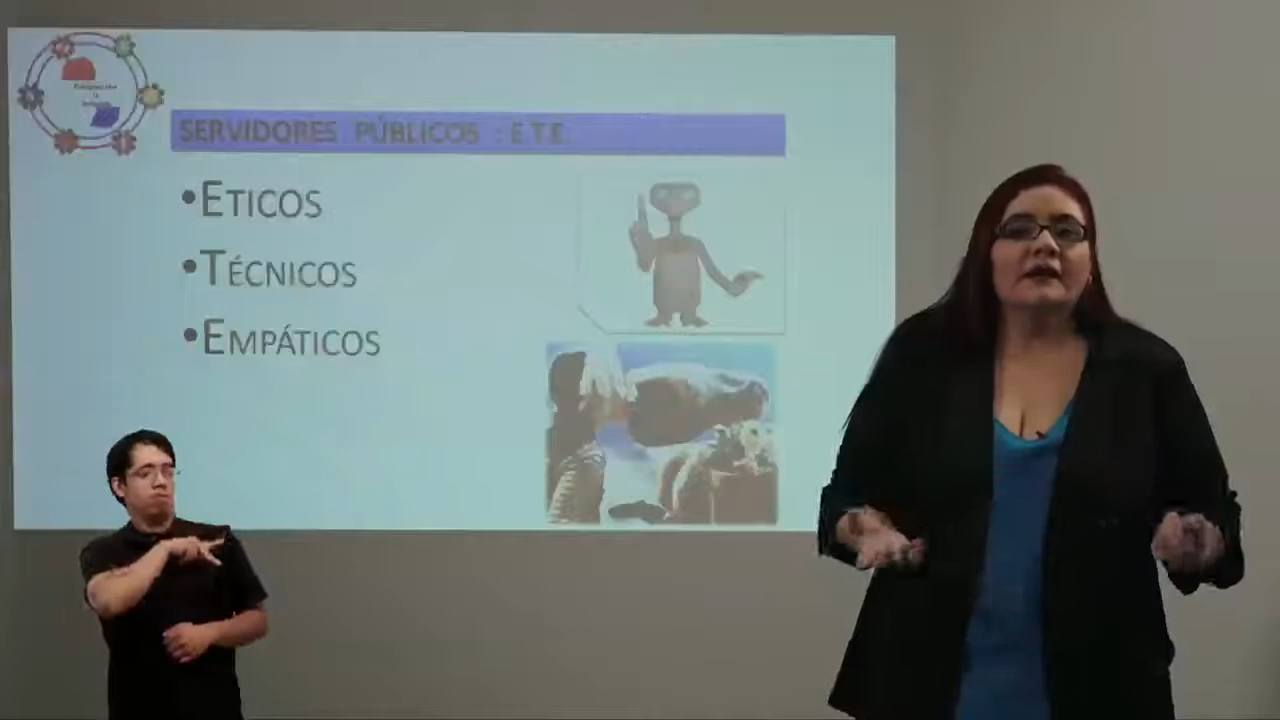 SERVIDORES PÚBLICOS : E.T.E
•ETICOS
•TÉCNICOS
•EMPÁTICOS